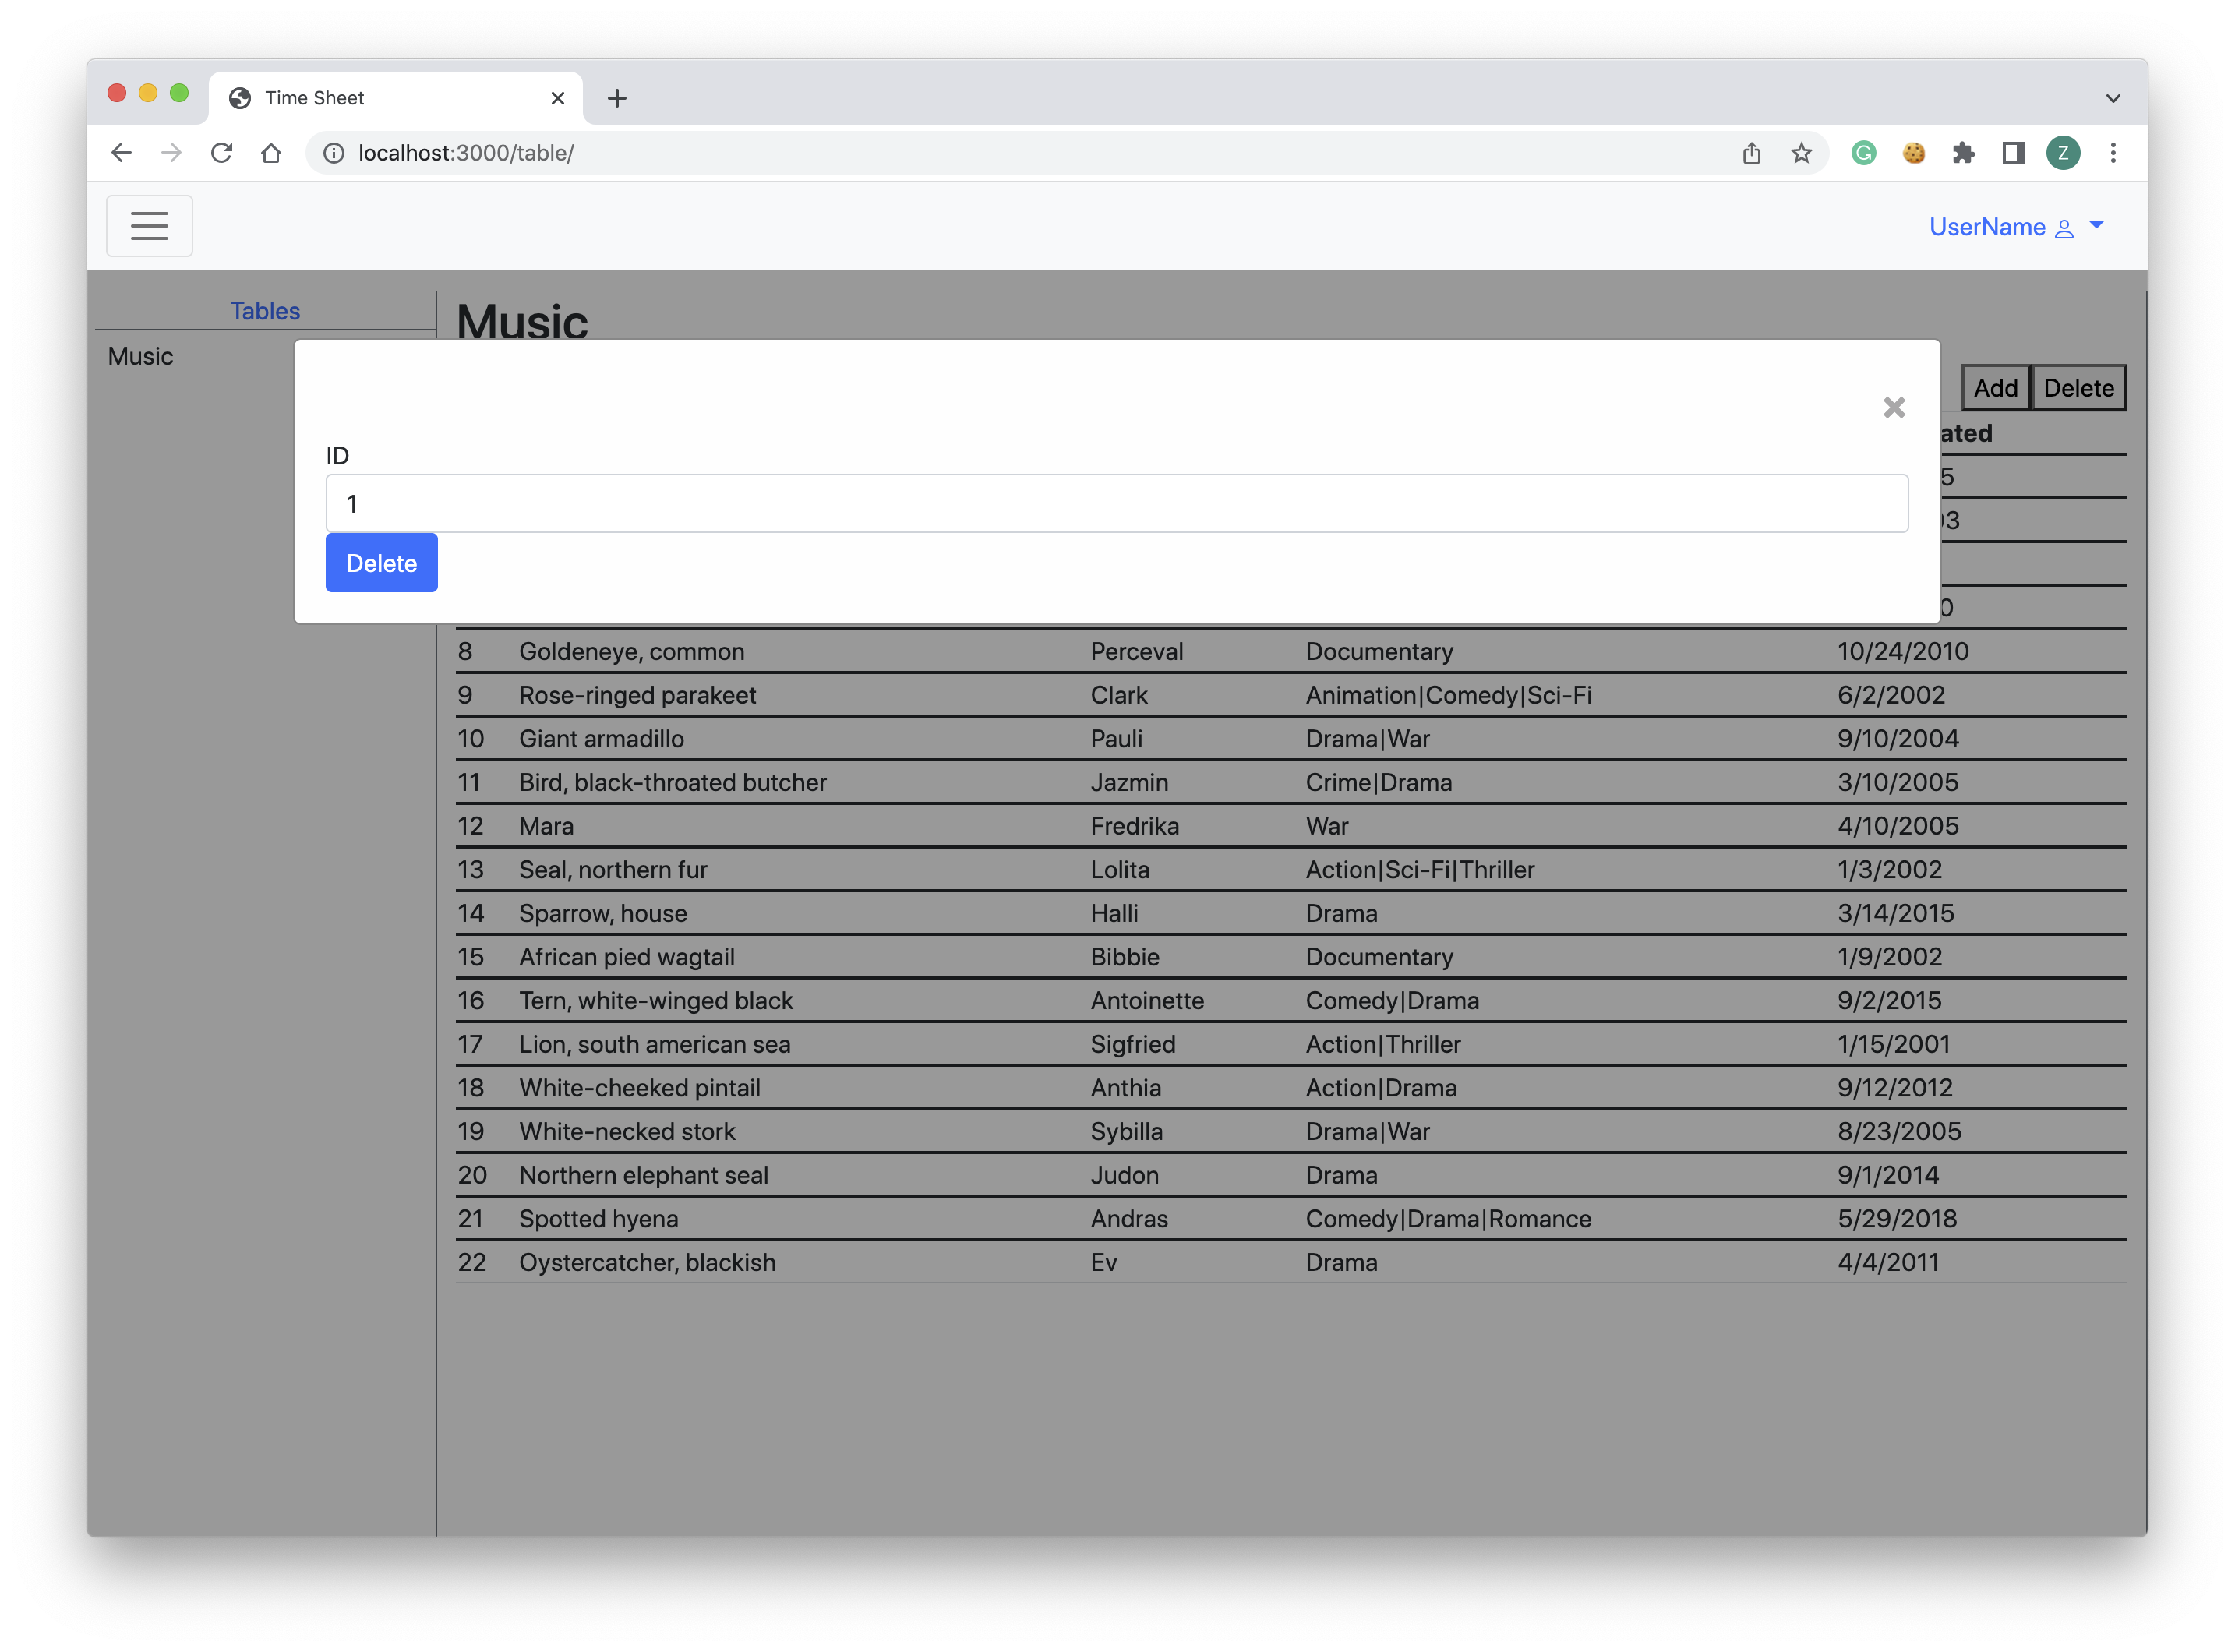 Time Sheet
localhost:3000/table/
Z
UserName
Tables
Music
Music
Add Delete
ated
ID
1
Delete
5
03
0
8 Goldeneye, common Perceval Documentary 10/24/2010
9 Rose-ringed parakeet Clark Animation|Comedy|Sci-Fi 6/2/2002
10 Giant armadillo Pauli Drama|War 9/10/2004
11 Bird, black-throated butcher Jazmin Crime|Drama 3/10/2005
12 Mara Fredrika War 4/10/2005
13 Seal, northern fur Lolita Action|Sci-Fi|Thriller 1/3/2002
14 Sparrow, house Halli Drama 3/14/2015
15 African pied wagtail Bibbie Documentary 1/9/2002
16 Tern, white-winged black Antoinette Comedy|Drama 9/2/2015
17 Lion, south american sea Sigfried Action|Thriller 1/15/2001
18 White-cheeked pintail Anthia Action|Drama 9/12/2012
19 White-necked stork Sybilla Drama|War 8/23/2005
20 Northern elephant seal Judon Drama 9/1/2014
21 Spotted hyena Andras Comedy|Drama|Romance 5/29/2018
22 Oystercatcher, blackish Ev Drama 4/4/2011